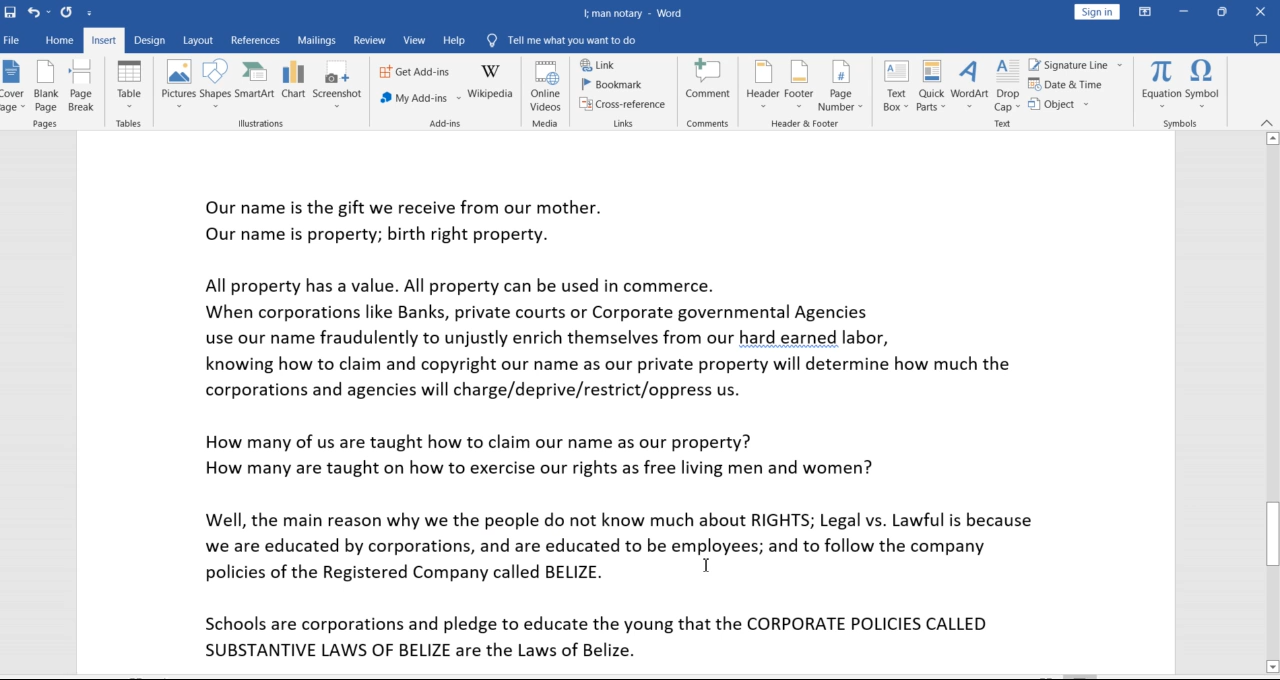 I; man notary - Word
Sign in
File Home Insert Design Layout References Mailings Review View Help Tell me what you want to do
Cover Page Blank Page Page Break
Pages
Table
Tables
Pictures Shapes SmartArt Chart Screenshot
Illustrations
Get Add-ins
My Add-ins
Wikipedia
Add-ins
Online Videos
Media
Link
Bookmark
Cross-reference
Links
Comment
Comments
Header Footer Page Number
Header & Footer
Text Box Quick Parts WordArt Drop Cap
Signature Line
Date & Time
Object
Text
Equation Symbol
Symbols
Our name is the gift we receive from our mother.
Our name is property; birth right property.
All property has a value. All property can be used in commerce.
When corporations like Banks, private courts or Corporate governmental Agencies
use our name fraudulently to unjustly enrich themselves from our hard earned labor,
knowing how to claim and copyright our name as our private property will determine how much the
corporations and agencies will charge/deprive/restrict/oppress us.
How many of us are taught how to claim our name as our property?
How many are taught on how to exercise our rights as free living men and women?
Well, the main reason why we the people do not know much about RIGHTS; Legal vs. Lawful is because
we are educated by corporations, and are educated to be employees; and to follow the company
policies of the Registered Company called BELIZE.
Schools are corporations and pledge to educate the young that the CORPORATE POLICIES CALLED
SUBSTANTIVE LAWS OF BELIZE are the Laws of Belize.